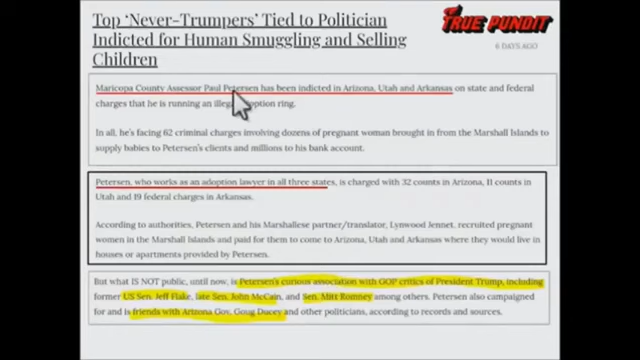 Top ‘Never-Trumpers’ Tied to Politician
Indicted for Human Smuggling and Selling
Children
TRUE PUNDIT
6 DAYS AGO
Maricopa County Assessor Paul Petersen has been indicted in Arizona, Utah and Arkansas on state and federal
charges that he is running an illegal adoption ring.
In all, he’s facing 62 criminal charges involving dozens of pregnant woman brought in from the Marshall Islands to
supply babies to Petersen’s clients and millions to his bank account.
Petersen, who works as an adoption lawyer in all three states, is charged with 32 counts in Arizona, 11 counts in
Utah and 19 federal charges in Arkansas.
According to authorities, Petersen and his Marshallese partner/translator, Lynwood Jennet, recruited pregnant
women in the Marshall Islands and paid for them to come to Arizona, Utah and Arkansas where they would live in
houses or apartments provided by Petersen.
But what IS NOT public, until now, is Petersen’s curious association with GOP critics of President Trump, including
former US Sen. Jeff Flake, late Sen. John McCain, and Sen. Mitt Romney among others. Petersen also campaigned
for and is friends with Arizona Gov. Goug Ducey and other politicians, according to records and sources.